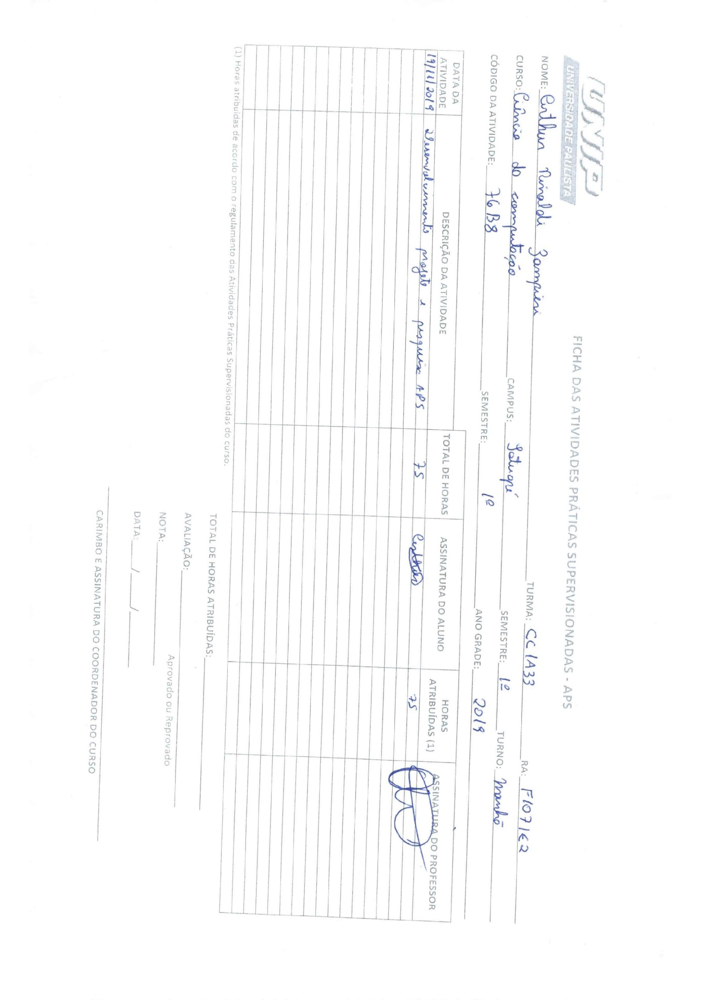 UNIP
UNIVERSIDADE PAULISTA
FICHA DAS ATIVIDADES PRÁTICAS SUPERVISIONADAS - APS
NOME: Arthur Rinaldi Zampieri TURMA: CC1A33 RA: F1071E2
CURSO: Ciência da computação CAMPUS: Tatuapé SEMESTRE: 1º TURNO: manhã
CÓDIGO DA ATIVIDADE: 76B8 SEMESTRE: 1º ANO GRADE: 2019
DATA DA ATIVIDADE DESCRIÇÃO DA ATIVIDADE TOTAL DE HORAS ASSINATURA DO ALUNO HORAS ATRIBUÍDAS (1) ASSINATURA DO PROFESSOR
19/11/2019 Desenvolvimento projeto e pesquisa APS 75 Arthur 75
(1) Horas atribuídas de acordo com o regulamento das Atividades Práticas Supervisionadas do curso.
TOTAL DE HORAS ATRIBUÍDAS:
AVALIAÇÃO:
Aprovado ou Reprovado
NOTA:
DATA: / /
CARIMBO E ASSINATURA DO COORDENADOR DO CURSO